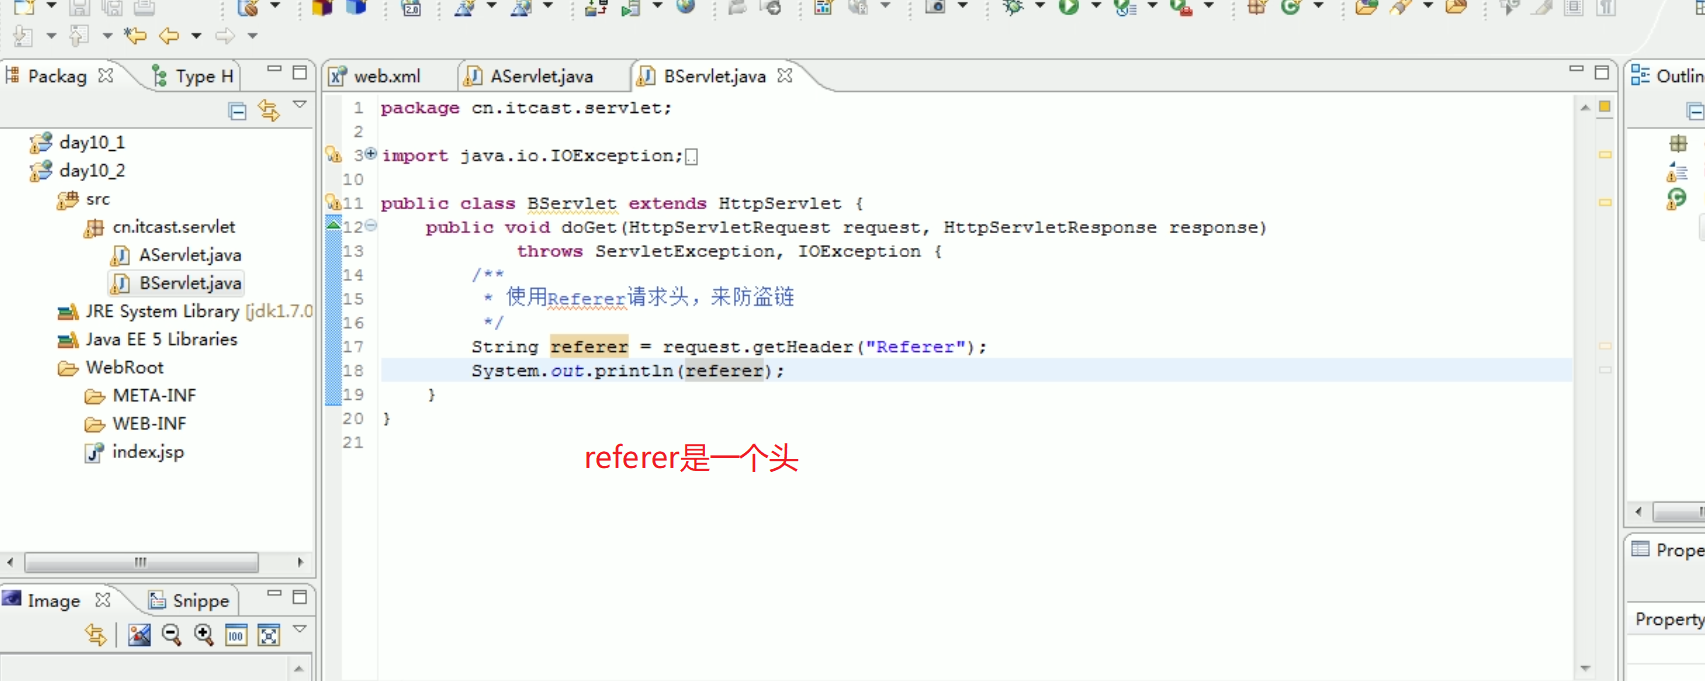 Packag
Type H
web.xml
AServlet.java
BServlet.java
Outlin
day10_1
day10_2
src
cn.itcast.servlet
AServlet.java
BServlet.java
JRE System Library [jdk1.7.0
Java EE 5 Libraries
WebRoot
META-INF
WEB-INF
index.jsp
1 package cn.itcast.servlet;
2
3 import java.io.IOException;
10
11 public class BServlet extends HttpServlet {
12 public void doGet(HttpServletRequest request, HttpServletResponse response)
13 throws ServletException, IOException {
14 /**
15 * 使用Referer请求头，来防盗链
16 */
17 String referer = request.getHeader("Referer");
18 System.out.println(referer);
19 }
20 }
21
referer是一个头
Image
Snippe
100
Prope
Property